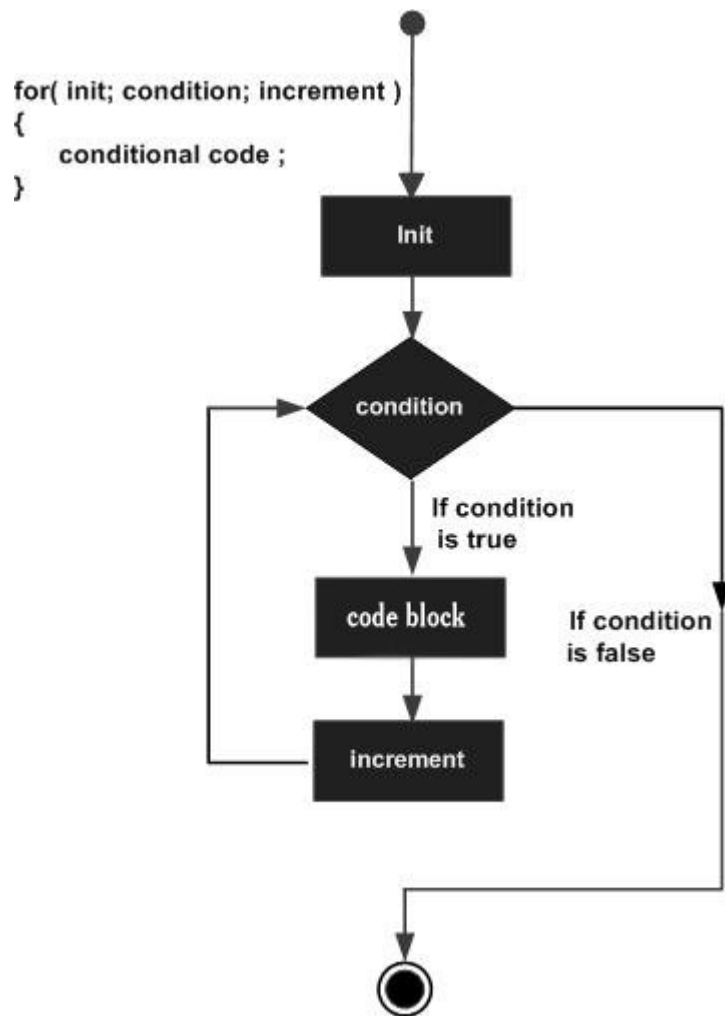 for( init; condition; increment )
{
conditional code ;
}
Init
condition
If condition
is true
code block
If condition
is false
increment